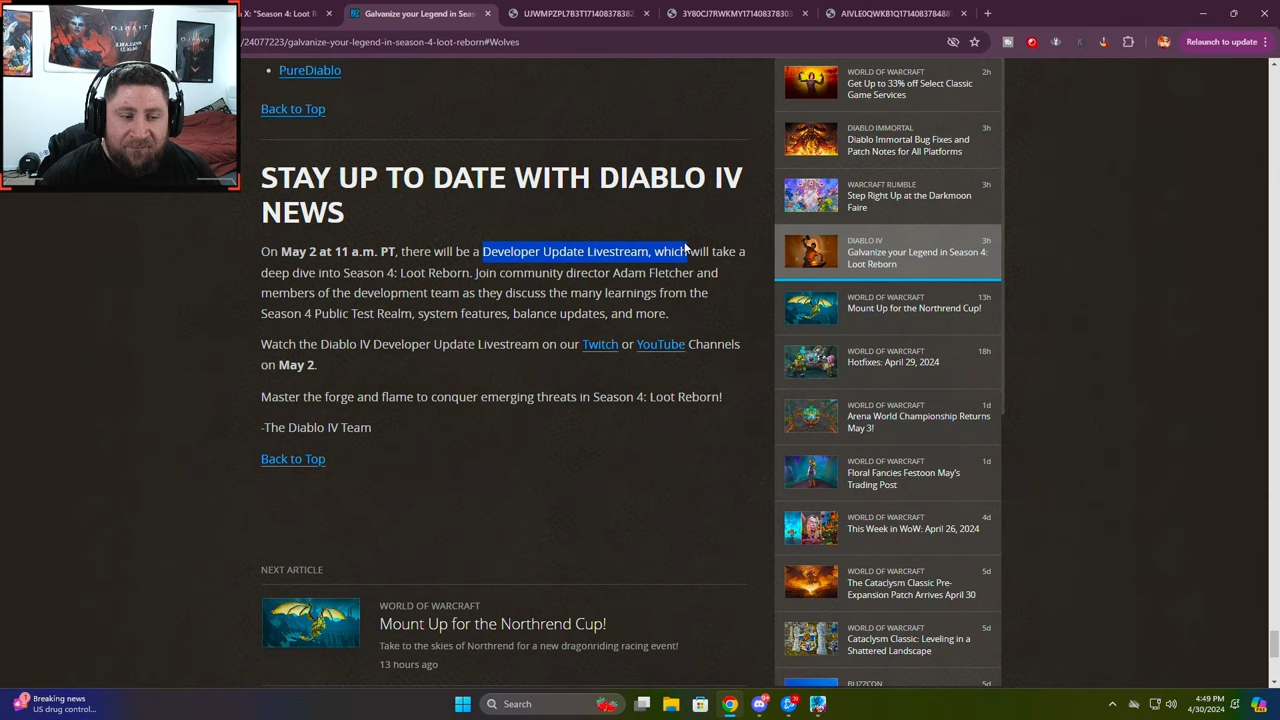 X: "Season 4: Loot R
Galvanize your Legend in Seas
Relaunch to update
/24077223/galvanize-your-legend-in-season-4-loot-reborn#Wolves
DIABLO
PureDiablo
Back to Top
STAY UP TO DATE WITH DIABLO IV
NEWS
On May 2 at 11 a.m. PT, there will be a Developer Update Livestream, which will take a
deep dive into Season 4: Loot Reborn. Join community director Adam Fletcher and
members of the development team as they discuss the many learnings from the
Season 4 Public Test Realm, system features, balance updates, and more.
Watch the Diablo IV Developer Update Livestream on our Twitch or YouTube Channels
on May 2.
Master the forge and flame to conquer emerging threats in Season 4: Loot Reborn!
-The Diablo IV Team
Back to Top
NEXT ARTICLE
WORLD OF WARCRAFT
Mount Up for the Northrend Cup!
Take to the skies of Northrend for a new dragonriding racing event!
13 hours ago
WORLD OF WARCRAFT 2h
Get Up to 33% off Select Classic
Game Services
DIABLO IMMORTAL 3h
Diablo Immortal Bug Fixes and
Patch Notes for All Platforms
WARCRAFT RUMBLE 3h
Step Right Up at the Darkmoon
Faire
DIABLO IV 3h
Galvanize your Legend in Season 4:
Loot Reborn
WORLD OF WARCRAFT 13h
Mount Up for the Northrend Cup!
WORLD OF WARCRAFT 18h
Hotfixes: April 29, 2024
WORLD OF WARCRAFT 1d
Arena World Championship Returns
May 3!
WORLD OF WARCRAFT 1d
Floral Fancies Festoon May's
Trading Post
WORLD OF WARCRAFT 4d
This Week in WoW: April 26, 2024
WORLD OF WARCRAFT 5d
The Cataclysm Classic Pre-
Expansion Patch Arrives April 30
WORLD OF WARCRAFT 5d
Cataclysm Classic: Leveling in a
Shattered Landscape
BLIZZCON 5d
Breaking news
US drug control...
Search
4:49 PM
4/30/2024